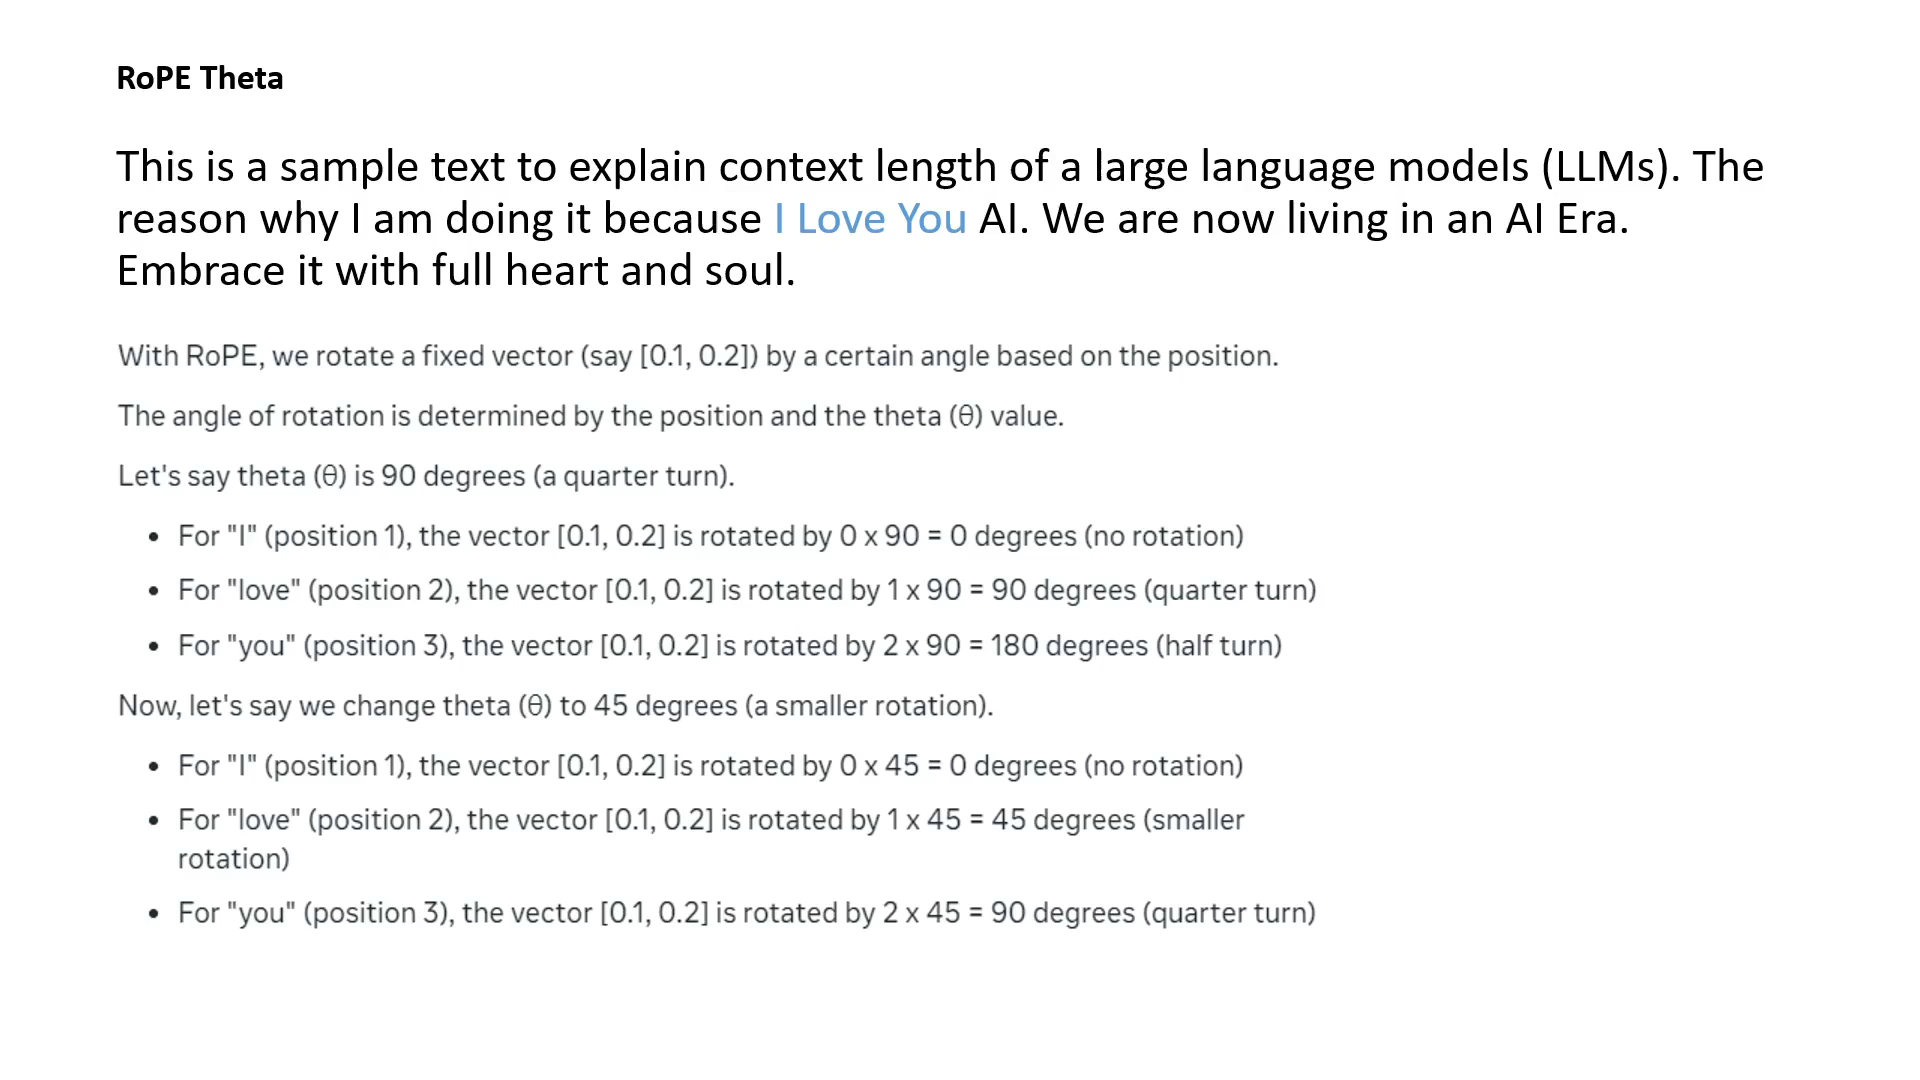 RoPE Theta
This is a sample text to explain context length of a large language models (LLMs). The
reason why I am doing it because I Love You AI. We are now living in an AI Era.
Embrace it with full heart and soul.
With RoPE, we rotate a fixed vector (say [0.1, 0.2]) by a certain angle based on the position.
The angle of rotation is determined by the position and the theta (θ) value.
Let's say theta (θ) is 90 degrees (a quarter turn).
• For "I" (position 1), the vector [0.1, 0.2] is rotated by 0 x 90 = 0 degrees (no rotation)
• For "love" (position 2), the vector [0.1, 0.2] is rotated by 1 x 90 = 90 degrees (quarter turn)
• For "you" (position 3), the vector [0.1, 0.2] is rotated by 2 x 90 = 180 degrees (half turn)
Now, let's say we change theta (θ) to 45 degrees (a smaller rotation).
• For "I" (position 1), the vector [0.1, 0.2] is rotated by 0 x 45 = 0 degrees (no rotation)
• For "love" (position 2), the vector [0.1, 0.2] is rotated by 1 x 45 = 45 degrees (smaller
rotation)
• For "you" (position 3), the vector [0.1, 0.2] is rotated by 2 x 45 = 90 degrees (quarter turn)